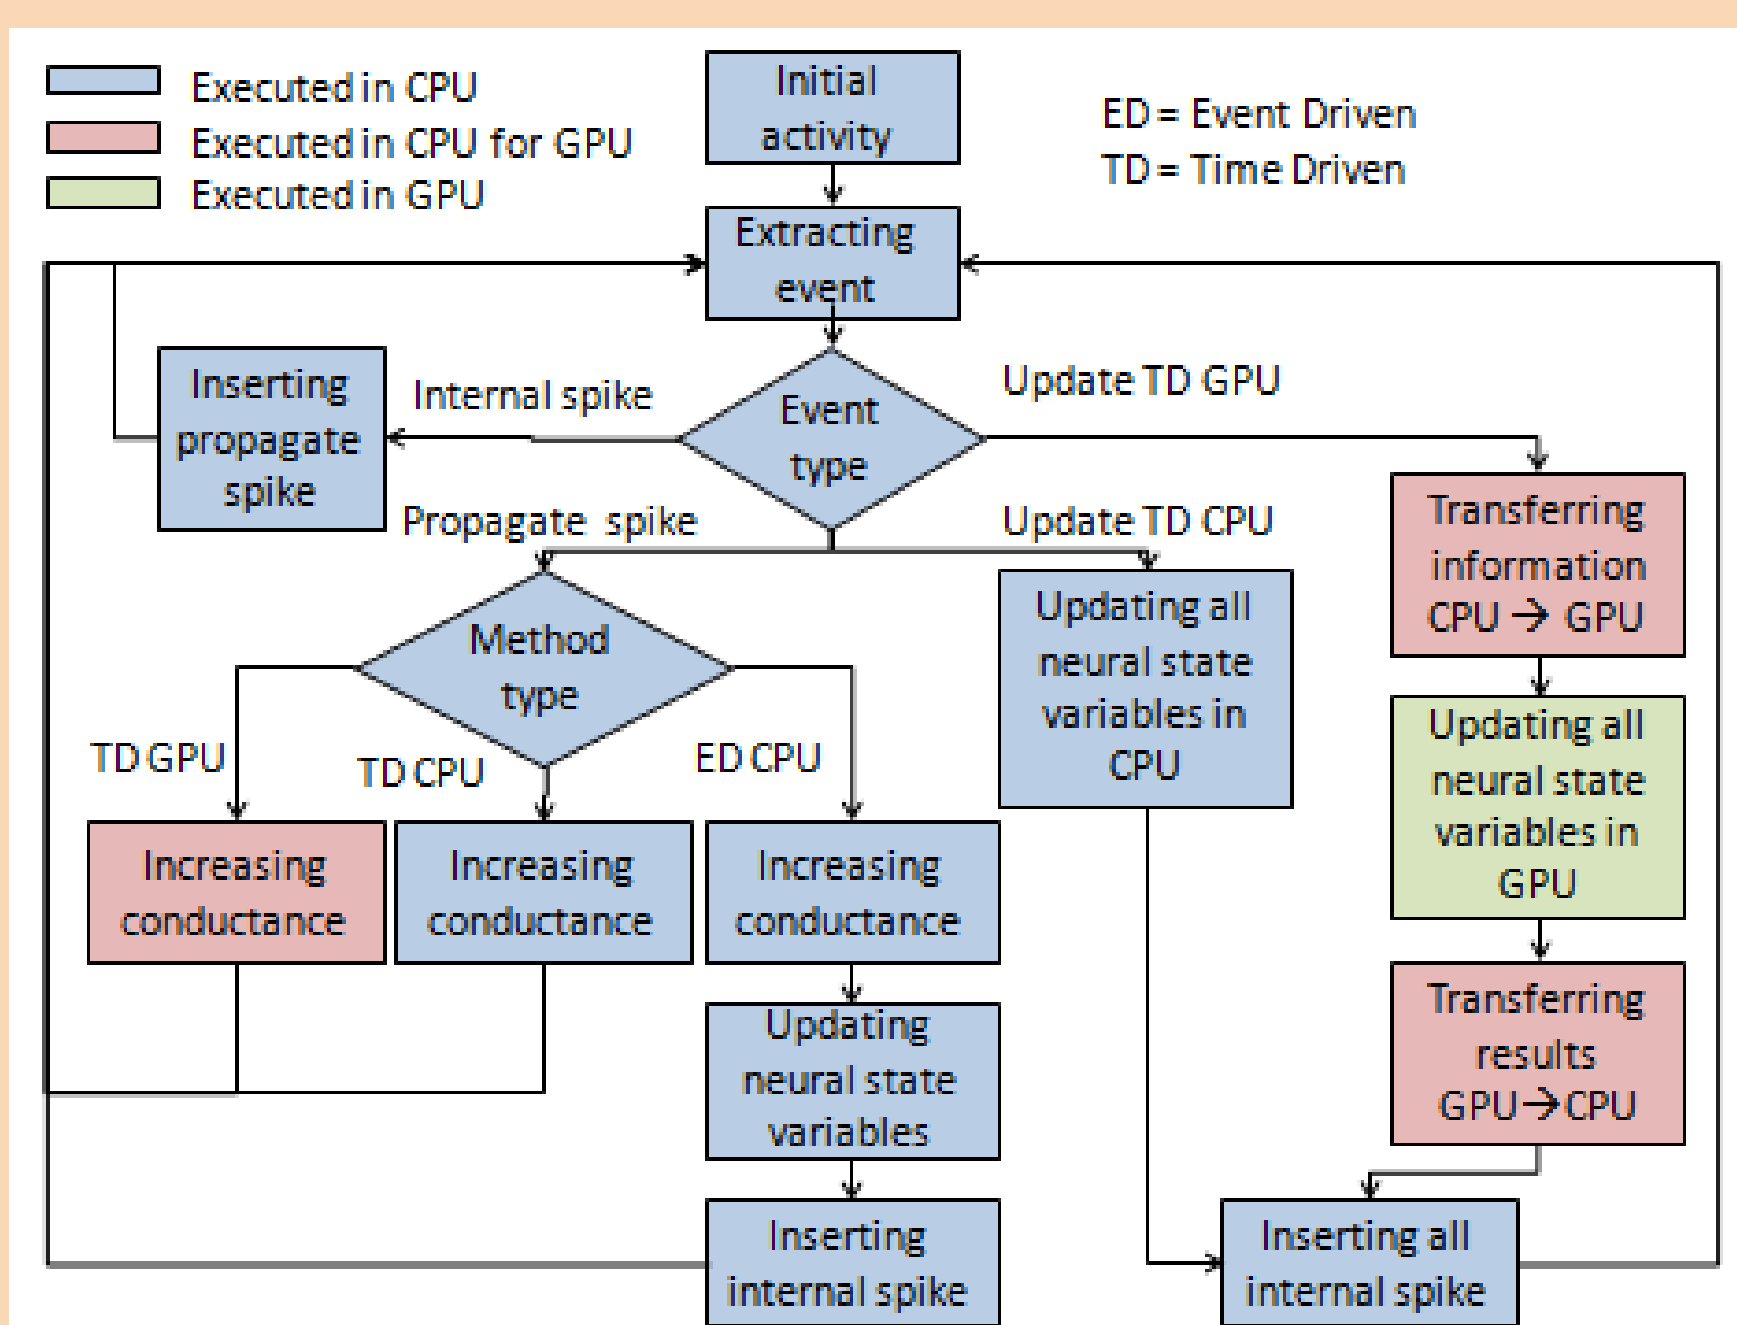 Executed in CPU
Executed in CPU for GPU
Executed in GPU
Initial
activity
ED = Event Driven
TD = Time Driven
Extracting
event
Inserting
propagate
spike
Internal spike
Event
type
Update TD GPU
Propagate spike
Update TD CPU
Transferring
information
CPU → GPU
Method
type
Updating all
neural state
variables in
CPU
TD GPU
TD CPU
ED CPU
Updating all
neural state
variables in
GPU
Increasing
conductance
Increasing
conductance
Increasing
conductance
Transferring
results
GPU→CPU
Updating
neural state
variables
Inserting
internal spike
Inserting all
internal spike